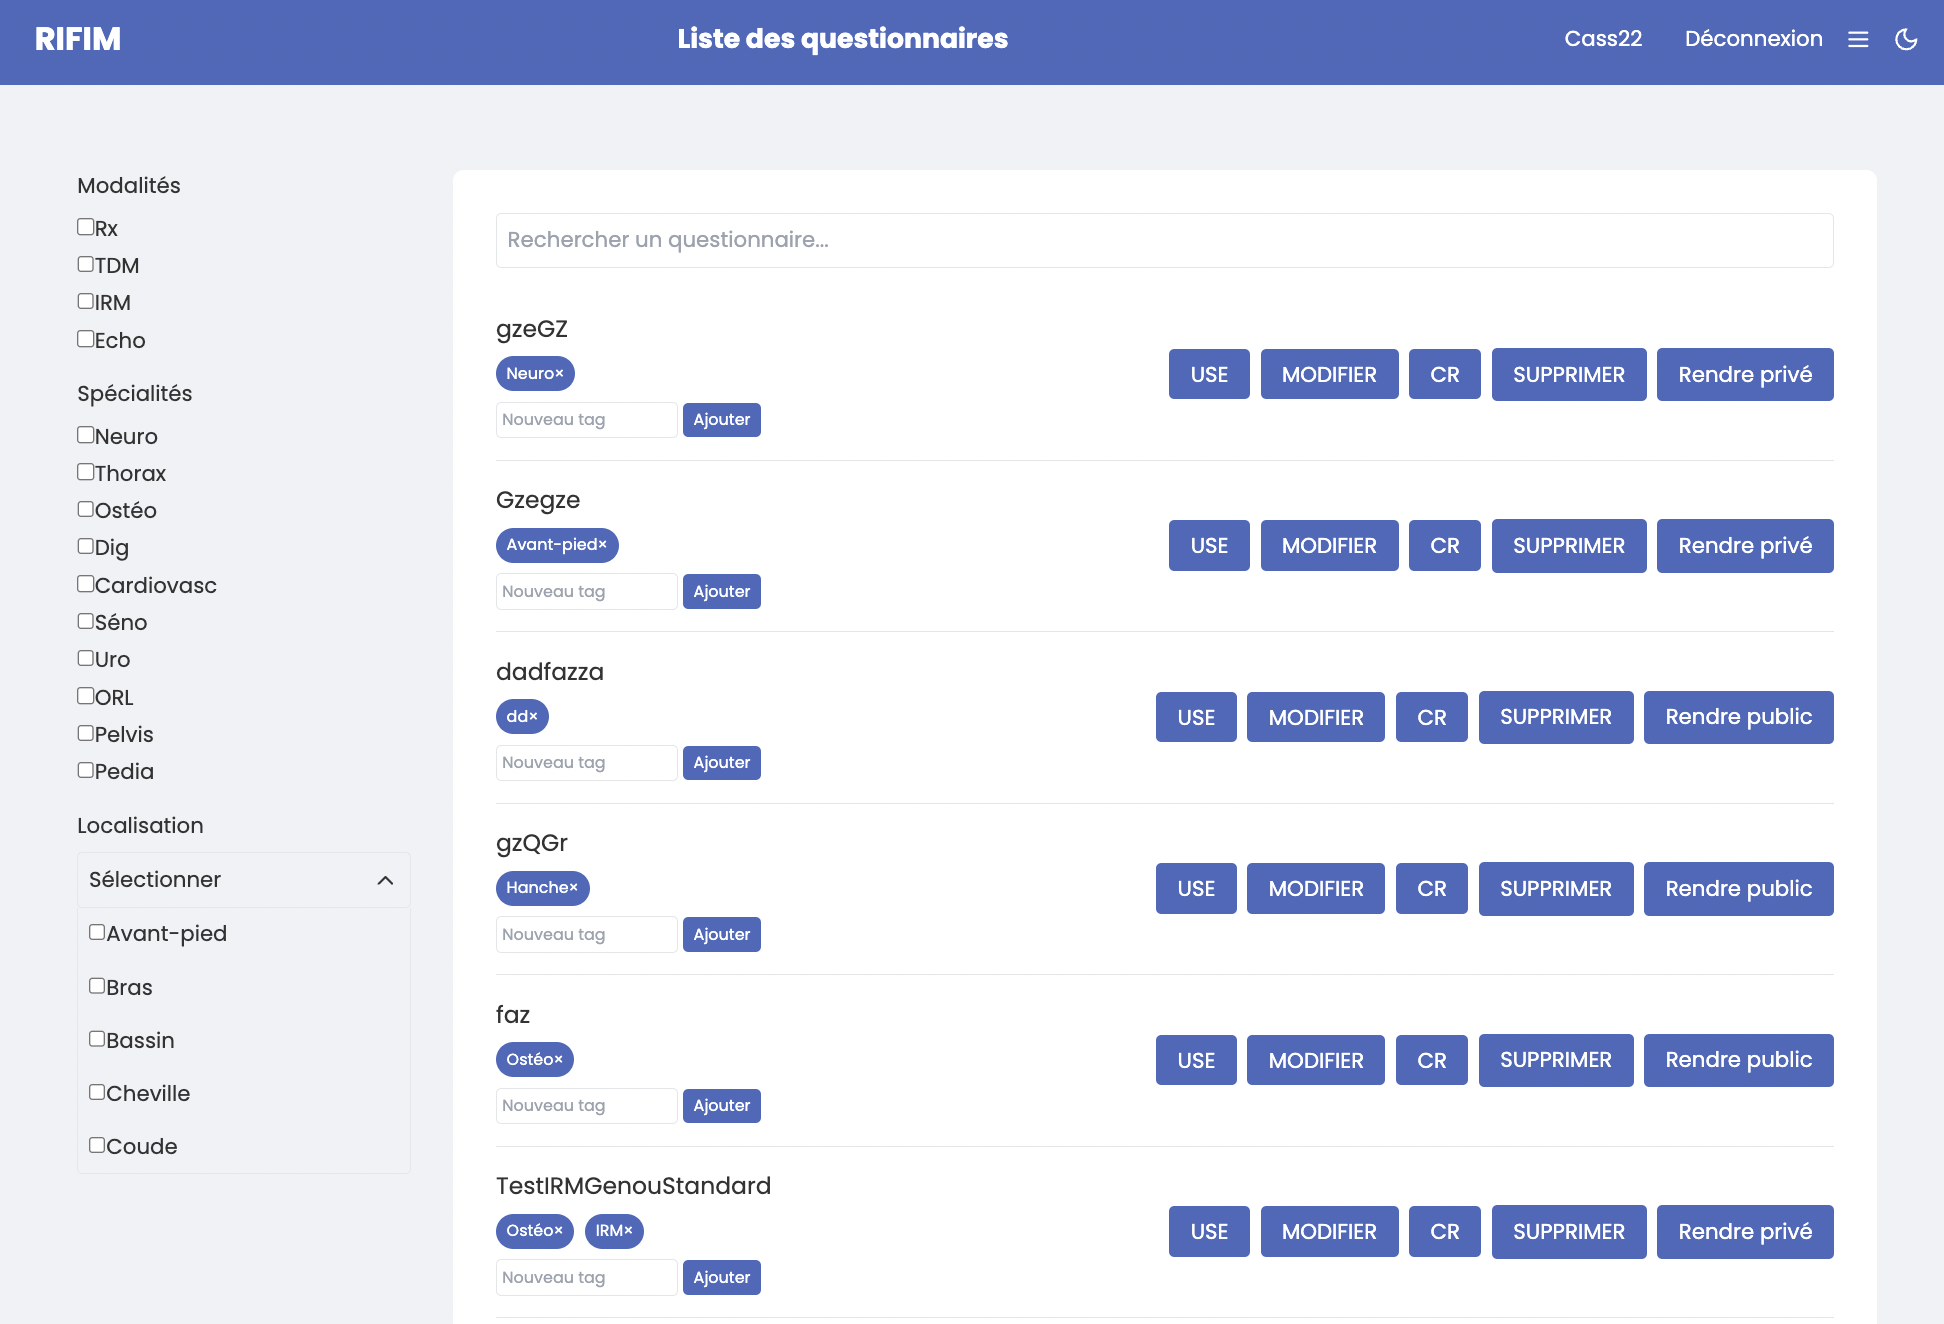 RIFIM
Liste des questionnaires
Cass22
Déconnexion
Modalités
Rx
TDM
IRM
Echo
Spécialités
Neuro
Thorax
Ostéo
Dig
Cardiovasc
Séno
Uro
ORL
Pelvis
Pedia
Localisation
Sélectionner
Avant-pied
Bras
Bassin
Cheville
Coude
Rechercher un questionnaire...
gzeGZ
Neuro×
Nouveau tag Ajouter
USE MODIFIER CR SUPPRIMER Rendre privé
Gzegze
Avant-pied×
Nouveau tag Ajouter
USE MODIFIER CR SUPPRIMER Rendre privé
dadfazza
dd×
Nouveau tag Ajouter
USE MODIFIER CR SUPPRIMER Rendre public
gzQGr
Hanche×
Nouveau tag Ajouter
USE MODIFIER CR SUPPRIMER Rendre public
faz
Ostéo×
Nouveau tag Ajouter
USE MODIFIER CR SUPPRIMER Rendre public
TestIRMGenouStandard
Ostéo× IRM×
Nouveau tag Ajouter
USE MODIFIER CR SUPPRIMER Rendre privé